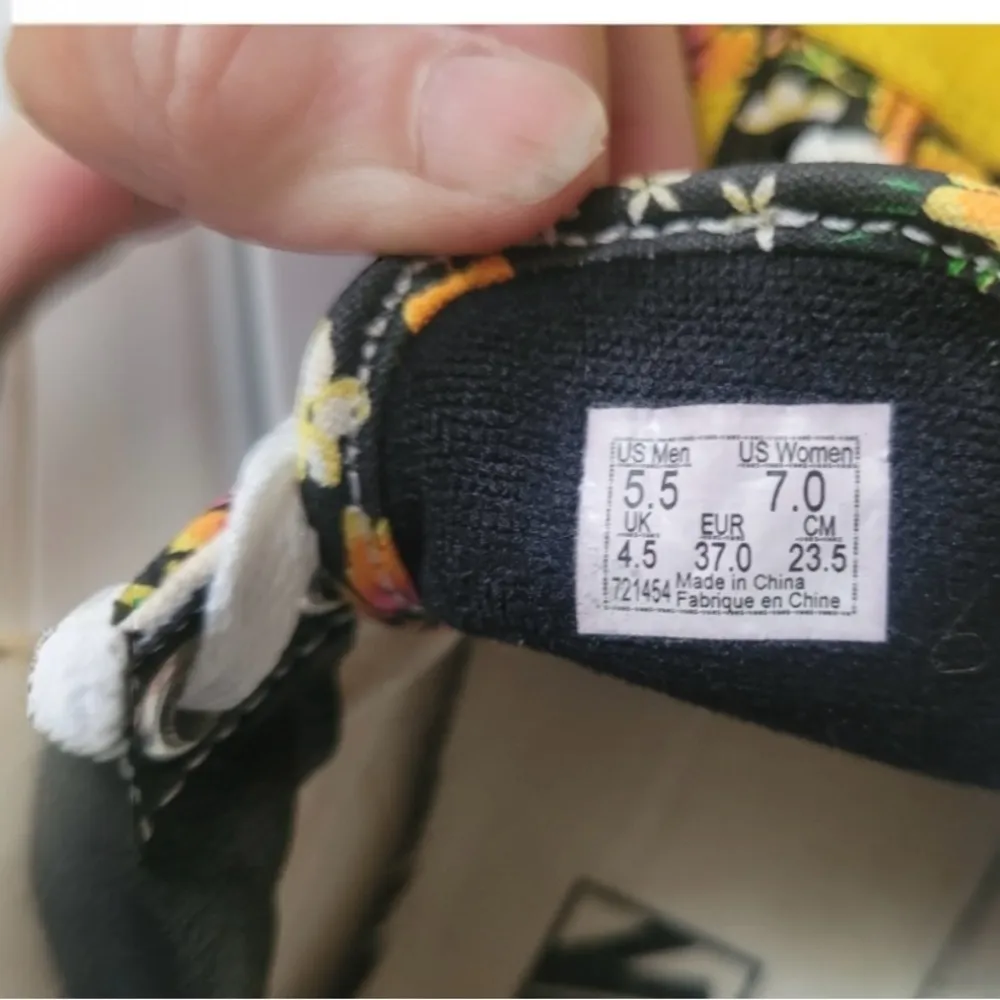 US Men US Women
5.5 7.0
UK EUR CM
4.5 37.0 23.5
721454 Made in China
Fabrique en Chine